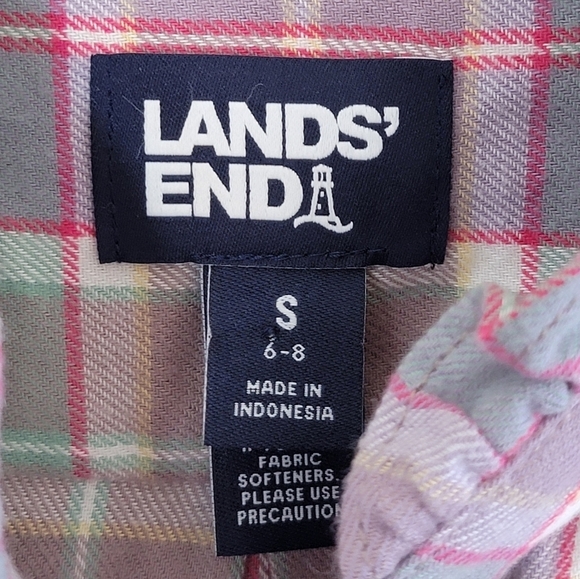 LANDS'
END
S
6-8
MADE IN
INDONESIA
FABRIC
SOFTENERS.
PLEASE USE
PRECAUTION